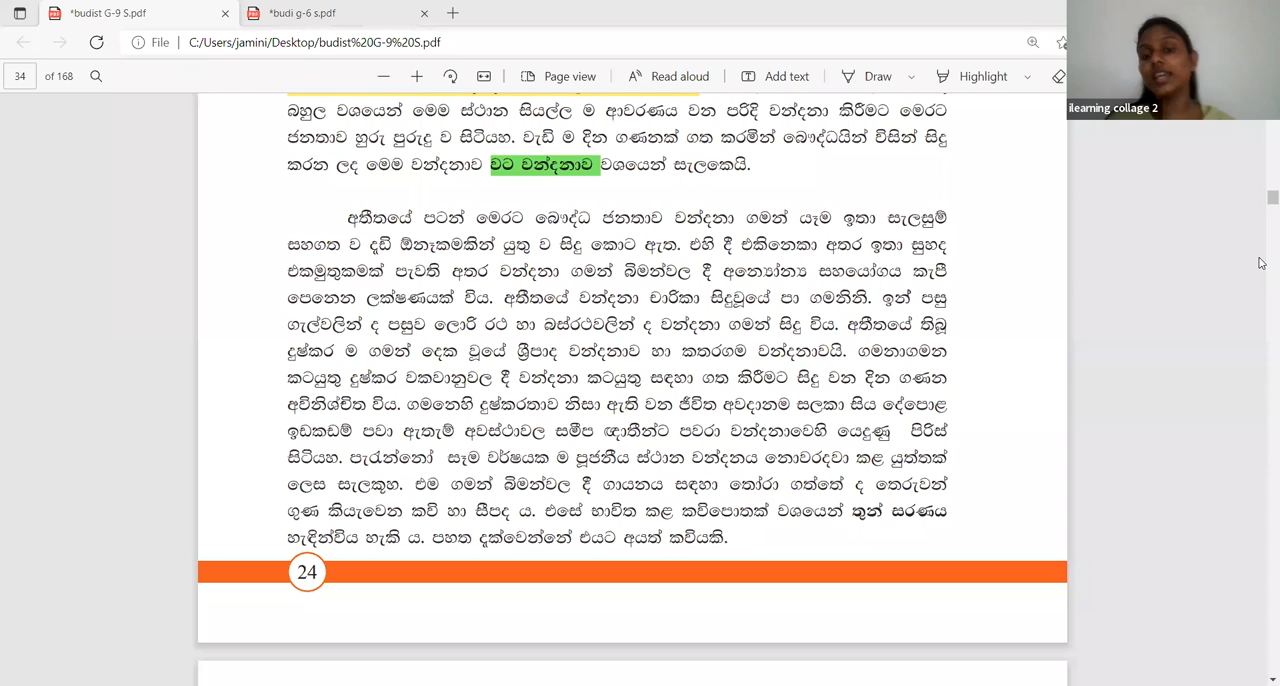 *budist G-9 S.pdf
*budi g-6 s.pdf
File C:/Users/jamini/Desktop/budist%20G-9%20S.pdf
34 of 168 Page view Read aloud Add text Draw Highlight
ilearning collage 2
බහුල වශයෙන් මෙම ස්ථාන සියල්ල ම ආවරණය වන පරිදි වන්දනා කිරීමට මෙරට
ජනතාව හුරු පුරුදු ව සිටියහ. වැඩි ම දින ගණනක් ගත කරමින් බෞද්ධයින් විසින් සිදු
කරන ලද මෙම වන්දනාව වට වන්දනාව වශයෙන් සැලකෙයි.
අතීතයේ පටන් මෙරට බෞද්ධ ජනතාව වන්දනා ගමන් යෑම ඉතා සැලසුම්
සහගත ව දැඩි ඕනෑකමකින් යුතු ව සිදු කොට ඇත. එහි දී එකිනෙකා අතර ඉතා සුහද
එකමුතුකමක් පැවති අතර වන්දනා ගමන් බිමන්වල දී අන්‍යෝන්‍ය සහයෝගය කැපී
පෙනෙන ලක්ෂණයක් විය. අතීතයේ වන්දනා චාරිකා සිදුවූයේ පා ගමනිනි. ඉන් පසු
ගැල්වලින් ද පසුව ලොරි රථ හා බස්රථවලින් ද වන්දනා ගමන් සිදු විය. අතීතයේ තිබූ
දුෂ්කර ම ගමන් දෙක වූයේ ශ්‍රීපාද වන්දනාව හා කතරගම වන්දනාවයි. ගමනාගමන
කටයුතු දුෂ්කර වකවානුවල දී වන්දනා කටයුතු සඳහා ගත කිරීමට සිදු වන දින ගණන
අවිනිශ්චිත විය. ගමනෙහි දුෂ්කරතාව නිසා ඇති වන ජීවිත අවදානම සලකා සිය දේපොළ
ඉඩකඩම් පවා ඇතැම් අවස්ථාවල සමීප ඥාතීන්ට පවරා වන්දනාවෙහි යෙදුණු පිරිස්
සිටියහ. පැරැන්නෝ සෑම වර්ෂයක ම පූජනීය ස්ථාන වන්දනය නොවරදවා කළ යුත්තක්
ලෙස සැලකූහ. එම ගමන් බිමන්වල දී ගායනය සඳහා තෝරා ගත්තේ ද තෙරුවන්
ගුණ කියැවෙන කවි හා සීපද ය. එසේ භාවිත කළ කවිපොතක් වශයෙන් තුන් සරණය
හැඳින්විය හැකි ය. පහත දැක්වෙන්නේ එයට අයත් කවියකි.
24